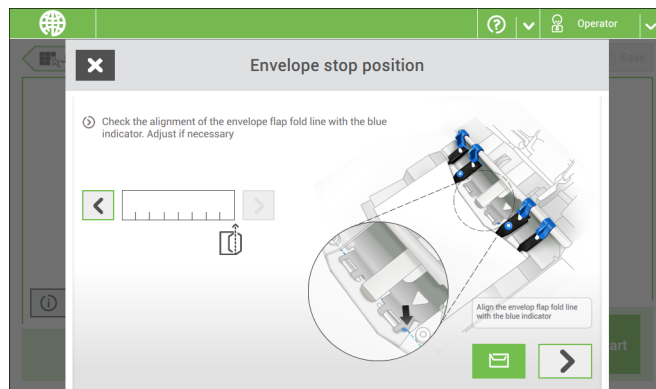 Operator
Save
Envelope stop position
Check the alignment of the envelope flap fold line with the blue
indicator. Adjust if necessary
Align the envelop flap fold line
with the blue indicator
art